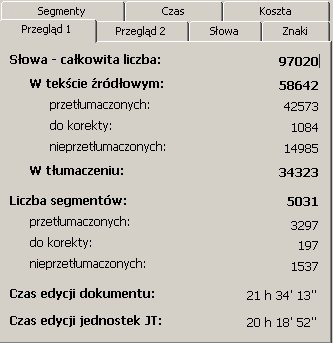 Segmenty Czas Koszta
Przegląd 1 Przegląd 2 Słowa Znaki
Słowa - całkowita liczba: 97020
W tekście źródłowym: 58642
przetłumaczonych: 42573
do korekty: 1084
nieprzetłumaczonych: 14985
W tłumaczeniu: 34323
Liczba segmentów: 5031
przetłumaczonych: 3297
do korekty: 197
nieprzetłumaczonych: 1537
Czas edycji dokumentu: 21 h 34' 13''
Czas edycji jednostek JT: 20 h 18' 52''